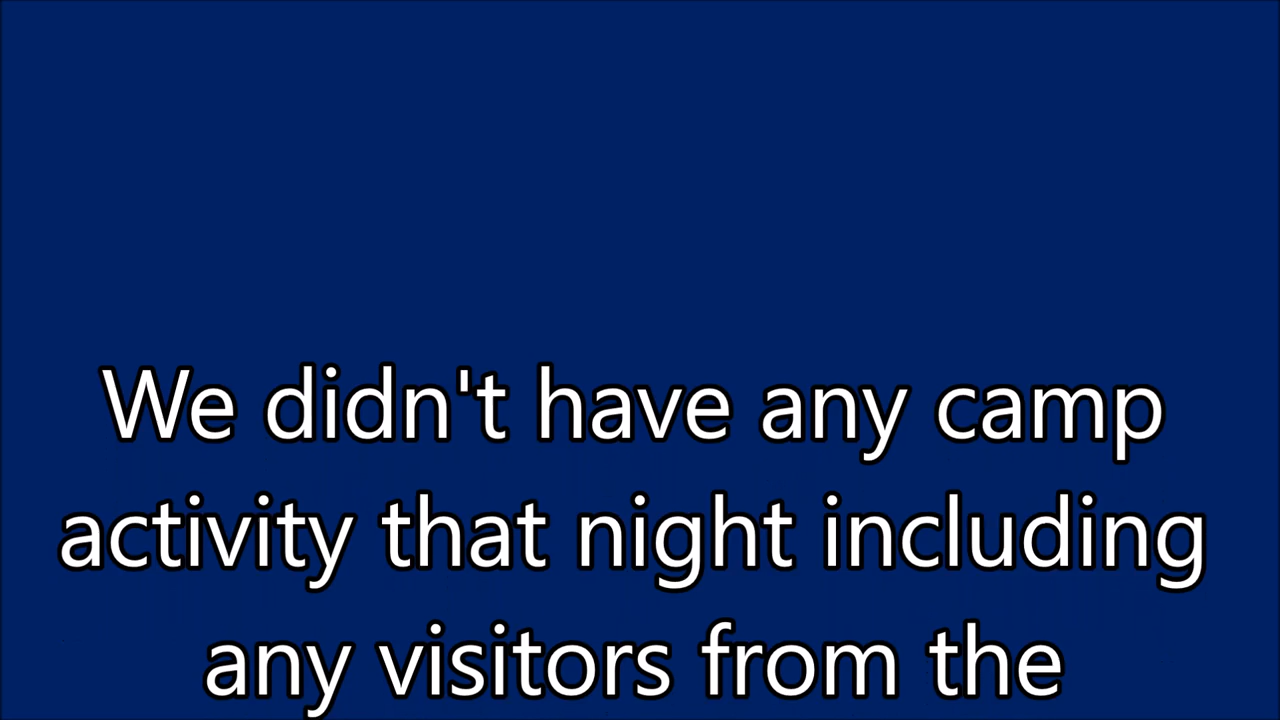 We didn't have any camp
activity that night including
any visitors from the